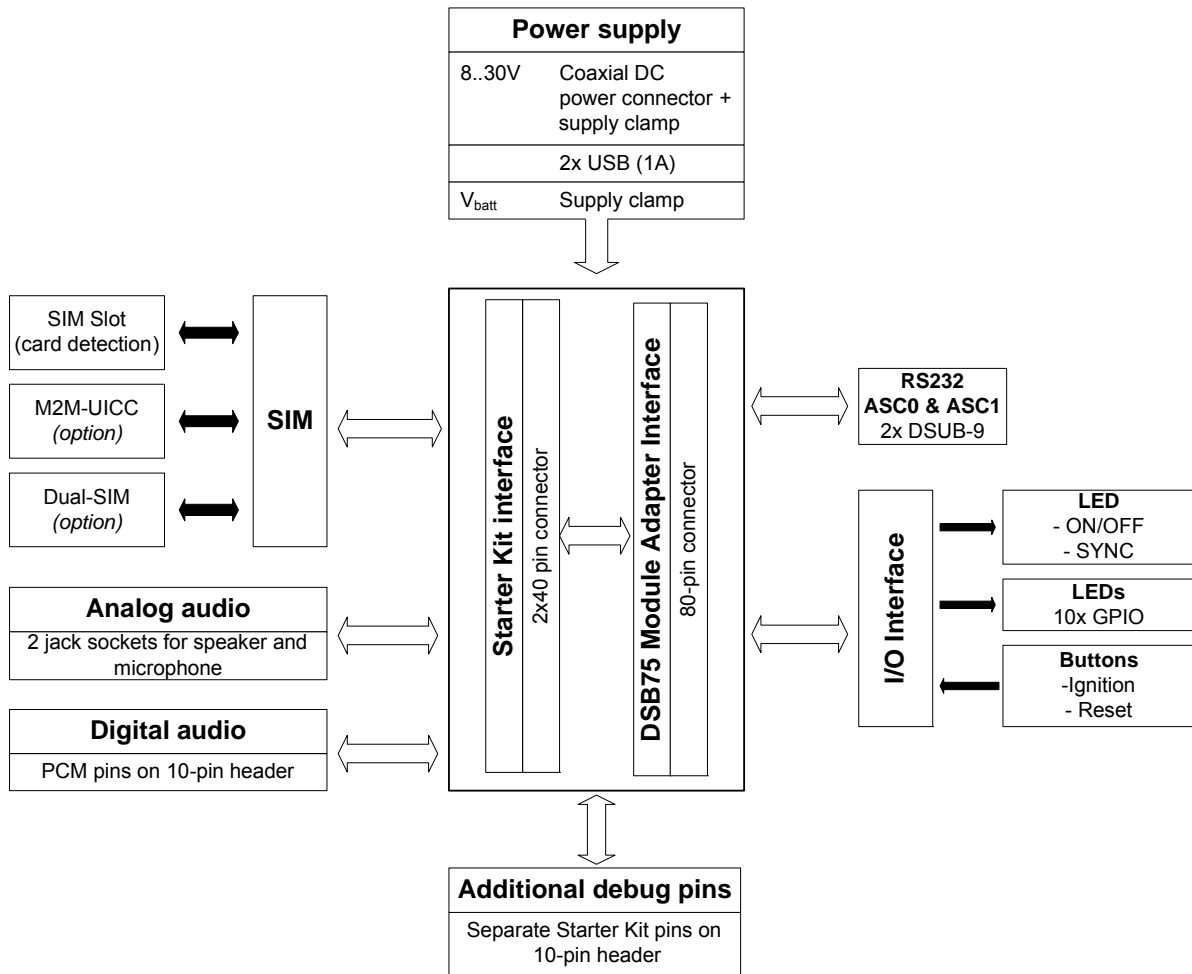 Power supply
8..30V Coaxial DC
power connector +
supply clamp
2x USB (1A)
Vbatt Supply clamp
SIM Slot
(card detection)
M2M-UICC
(option)
Dual-SIM
(option)
SIM
Analog audio
2 jack sockets for speaker and
microphone
Digital audio
PCM pins on 10-pin header
Starter Kit interface
2x40 pin connector
DSB75 Module Adapter Interface
80-pin connector
RS232
ASC0 & ASC1
2x DSUB-9
I/O Interface
LED
- ON/OFF
- SYNC
LEDs
10x GPIO
Buttons
-Ignition
- Reset
Additional debug pins
Separate Starter Kit pins on
10-pin header